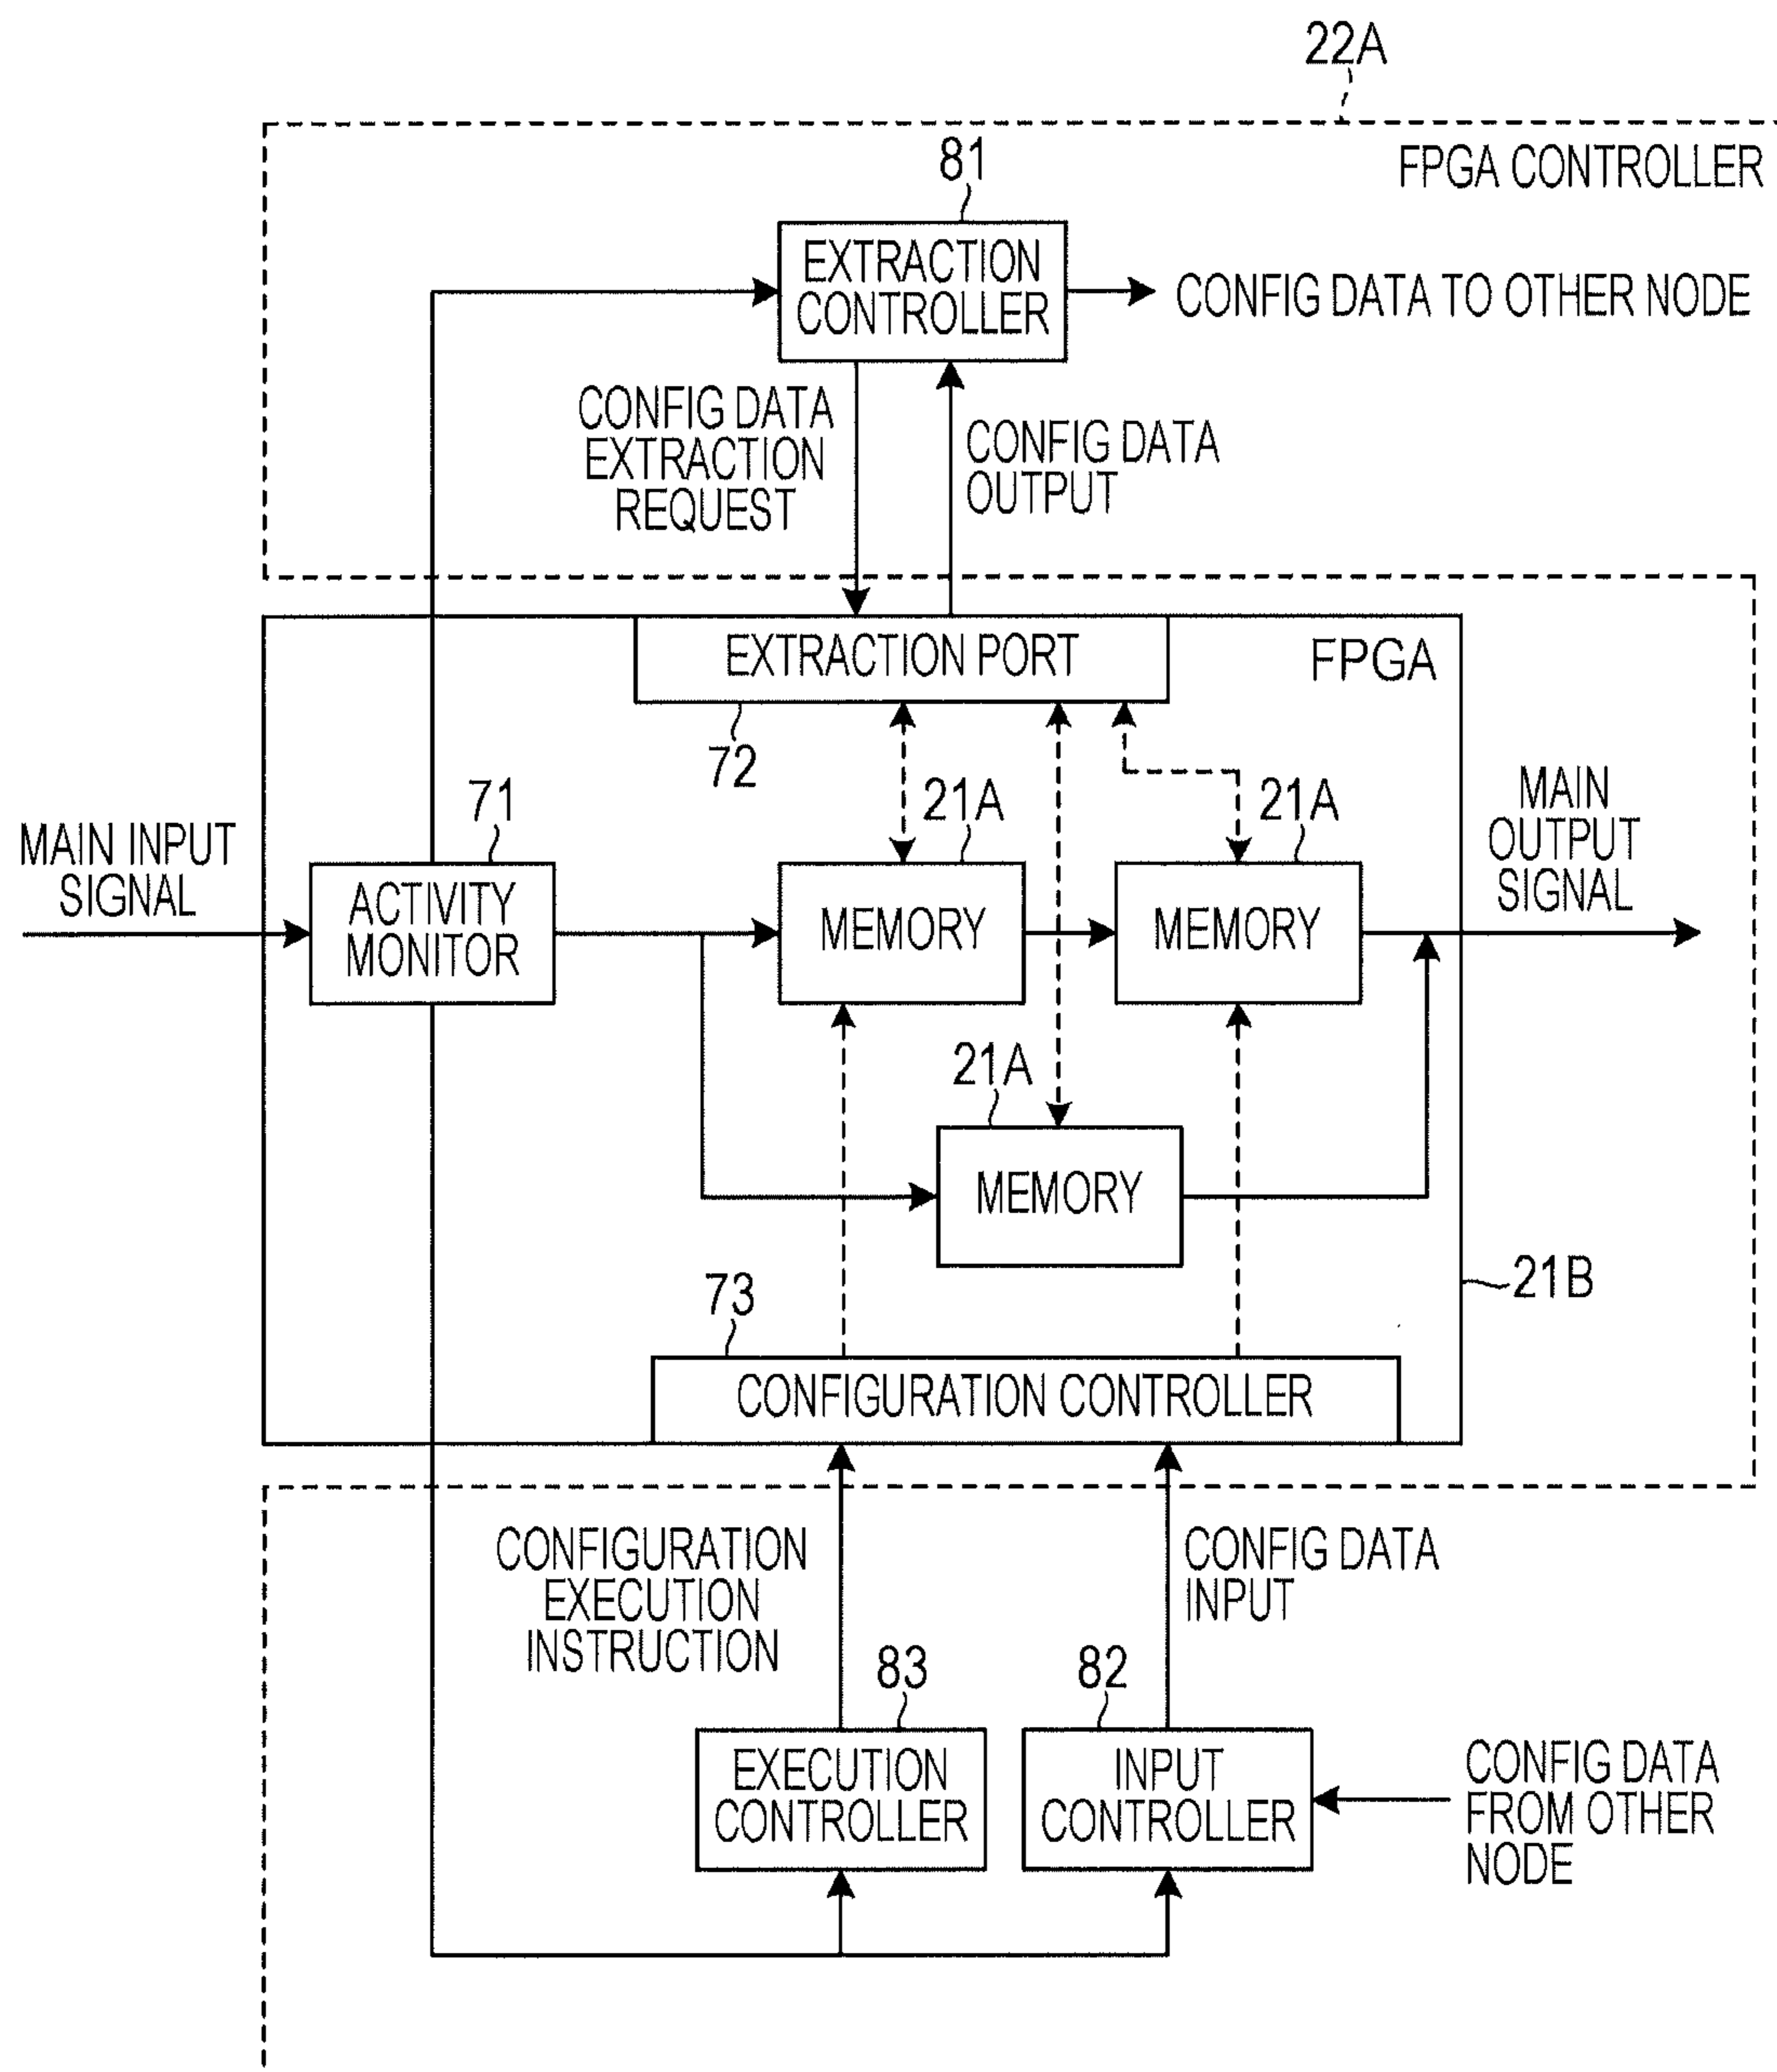 22A
FPGA CONTROLLER
81
EXTRACTION
CONTROLLER
CONFIG DATA TO OTHER NODE
CONFIG DATA
EXTRACTION
REQUEST
CONFIG DATA
OUTPUT
EXTRACTION PORT
FPGA
72
71
21A
21A
MAIN
OUTPUT
SIGNAL
MAIN INPUT
SIGNAL
ACTIVITY
MONITOR
MEMORY
MEMORY
21A
MEMORY
21B
73
CONFIGURATION CONTROLLER
CONFIGURATION
EXECUTION
INSTRUCTION
CONFIG DATA
INPUT
83
82
EXECUTION
CONTROLLER
INPUT
CONTROLLER
CONFIG DATA
FROM OTHER
NODE